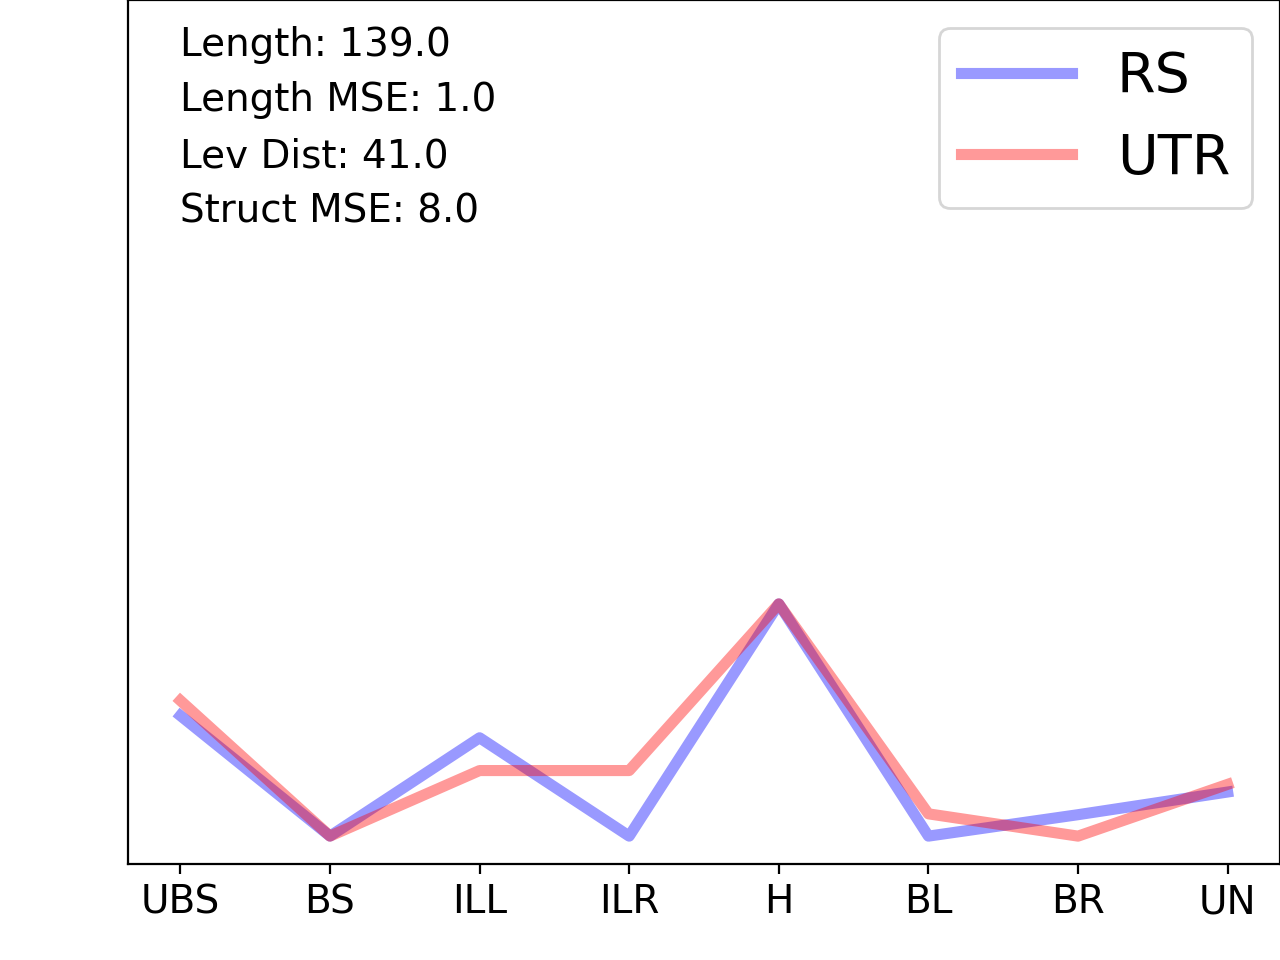 Length: 139.0
Length MSE: 1.0
Lev Dist: 41.0
Struct MSE: 8.0
RS
UTR
UBS BS ILL ILR H BL BR UN